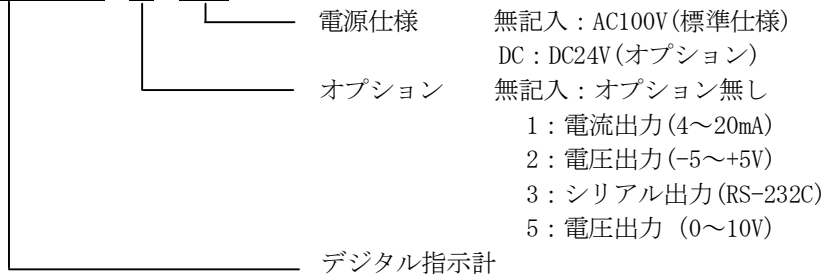 電源仕様 無記入：AC100V(標準仕様)
DC：DC24V(オプション)
オプション 無記入：オプション無し
1：電流出力(4～20mA)
2：電圧出力(-5～+5V)
3：シリアル出力(RS-232C)
5：電圧出力 (0～10V)
デジタル指示計